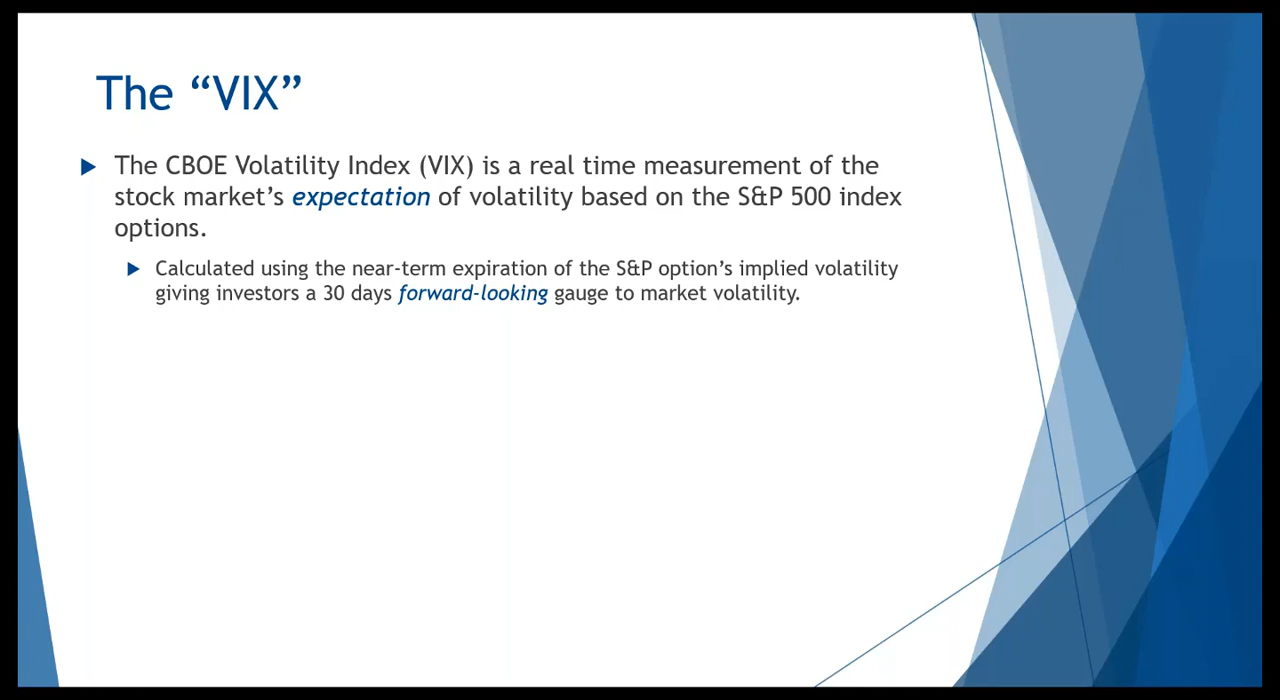 The “VIX”
The CBOE Volatility Index (VIX) is a real time measurement of the
stock market’s expectation of volatility based on the S&P 500 index
options.
Calculated using the near-term expiration of the S&P option’s implied volatility
giving investors a 30 days forward-looking gauge to market volatility.